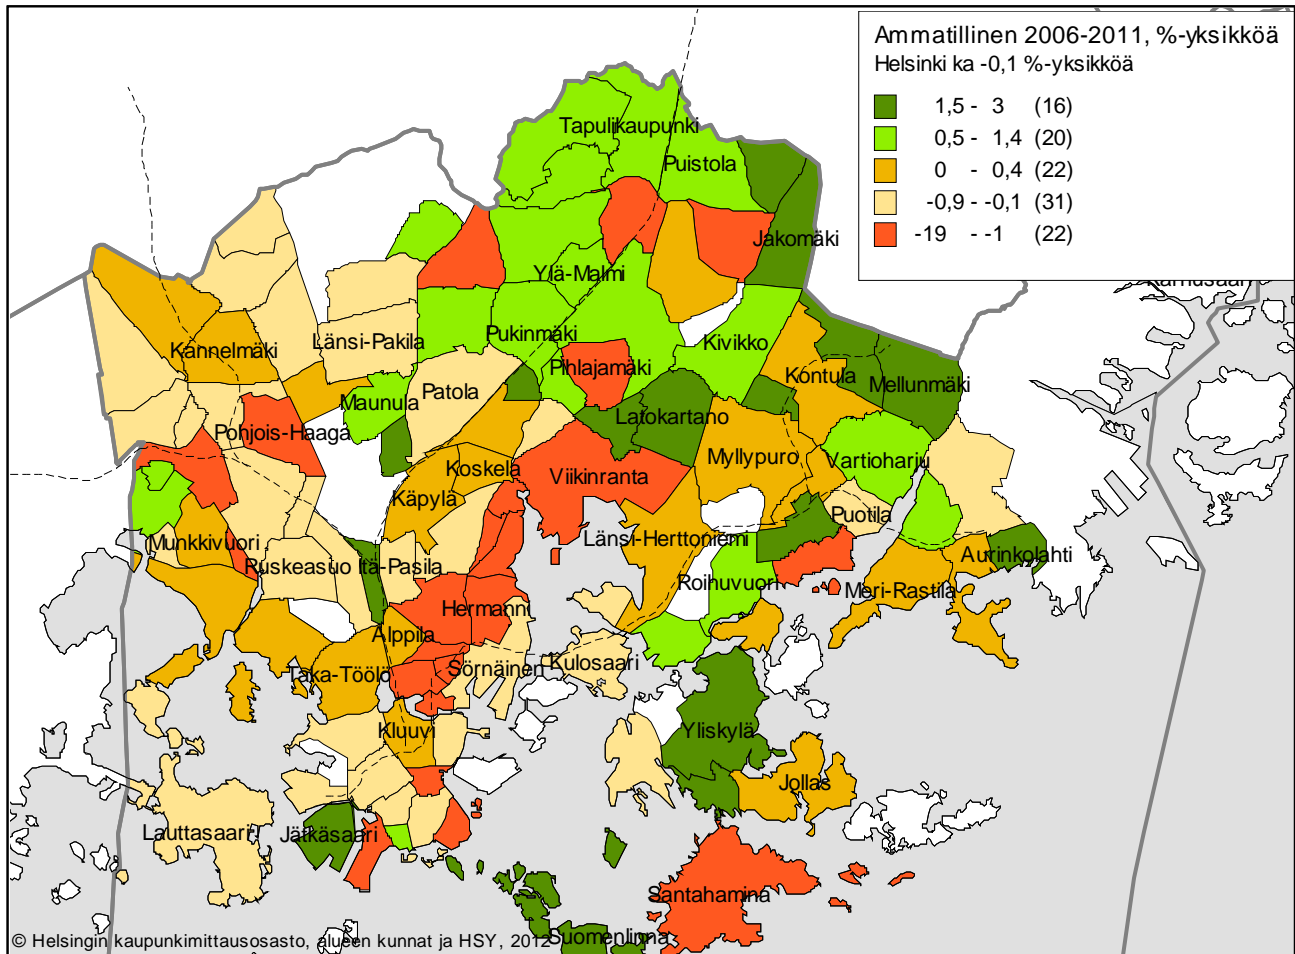 Ammatillinen 2006-2011, %-yksikköä
Helsinki ka -0,1 %-yksikköä
1,5 - 3 (16)
0,5 - 1,4 (20)
0 - 0,4 (22)
-0,9 - -0,1 (31)
-19 - -1 (22)
Tapulikaupunki
Puistola
Jakomäki
Ylä-Malmi
Länsi-Pakila
Pukinmäki
Kivikko
Kannelmäki
Pihlajamäki
Kontula
Mellunmäki
Patola
Maunula
Latokartano
Pohjois-Haaga
Myllypuro
Vartioharju
Koskela
Viikinranta
Käpylä
Puotila
Munkkivuori
Länsi-Herttoniemi
Aurinkolahti
Ruskeasuo
Itä-Pasila
Roihuvuori
Meri-Rastila
Hermanni
Alppila
Taka-Töölö
Sörnäinen
Kulosaari
Kluuvi
Yliskylä
Jollas
Lauttasaari
Jätkäsaari
Santahamina
Suomenlinna
© Helsingin kaupunkimittausosasto, alueen kunnat ja HSY, 2012